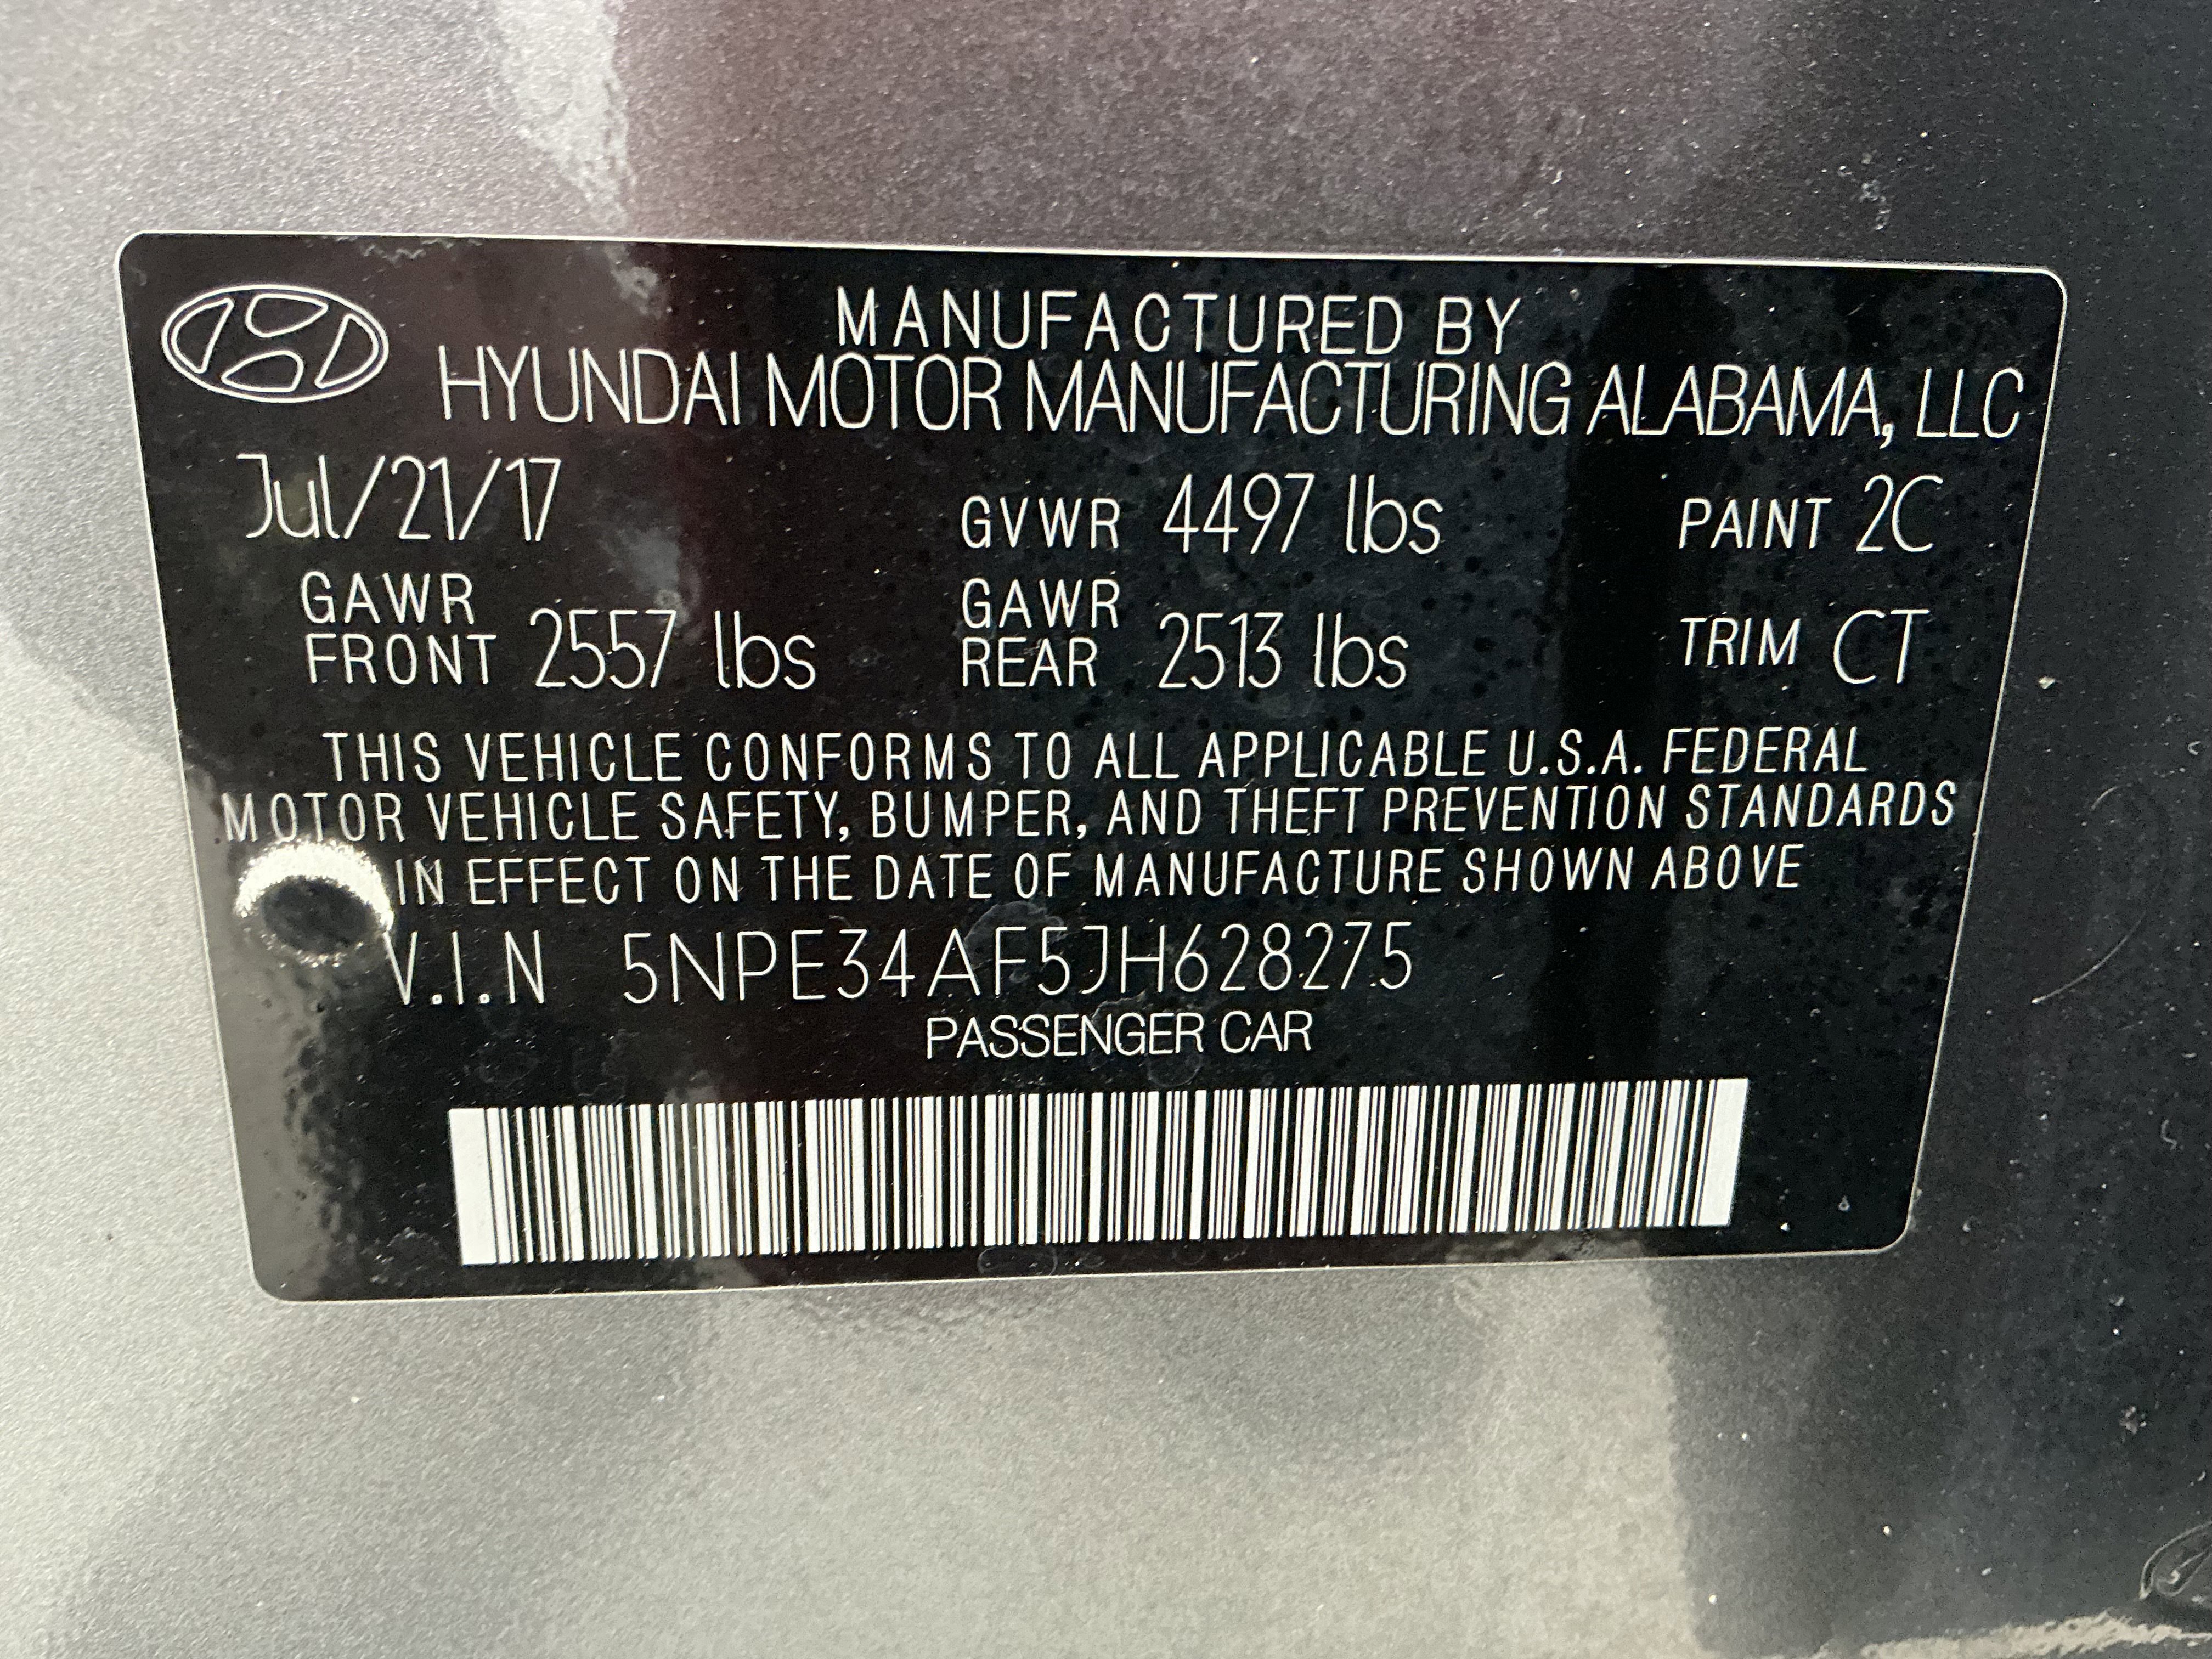 MANUFACTURED BY
HYUNDAI MOTOR MANUFACTURING ALABAMA, LLC
Jul/21/17 GVWR 4497 lbs PAINT 2C
GAWR FRONT 2557 lbs GAWR REAR 2513 lbs TRIM CT
THIS VEHICLE CONFORMS TO ALL APPLICABLE U.S.A. FEDERAL
MOTOR VEHICLE SAFETY, BUMPER, AND THEFT PREVENTION STANDARDS
IN EFFECT ON THE DATE OF MANUFACTURE SHOWN ABOVE
V.I.N 5NPE34AF5JH628275
PASSENGER CAR